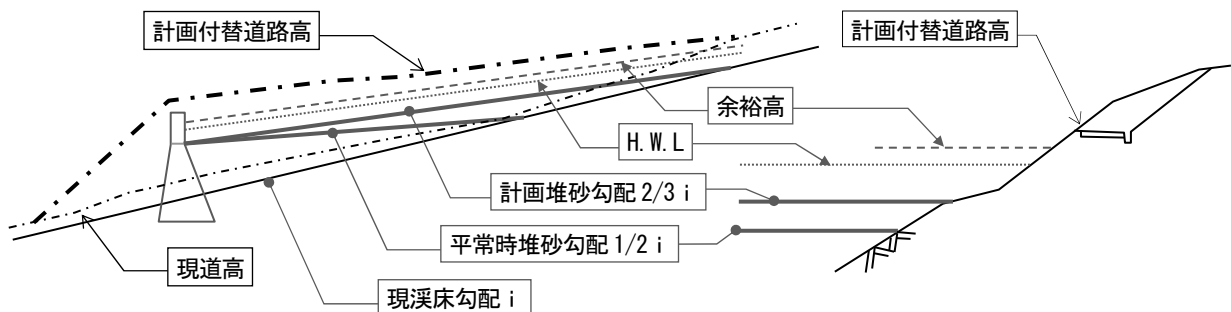 計画付替道路高
計画付替道路高
余裕高
H.W.L
計画堆砂勾配 2/3 i
平常時堆砂勾配 1/2 i
現道高
現渓床勾配 i